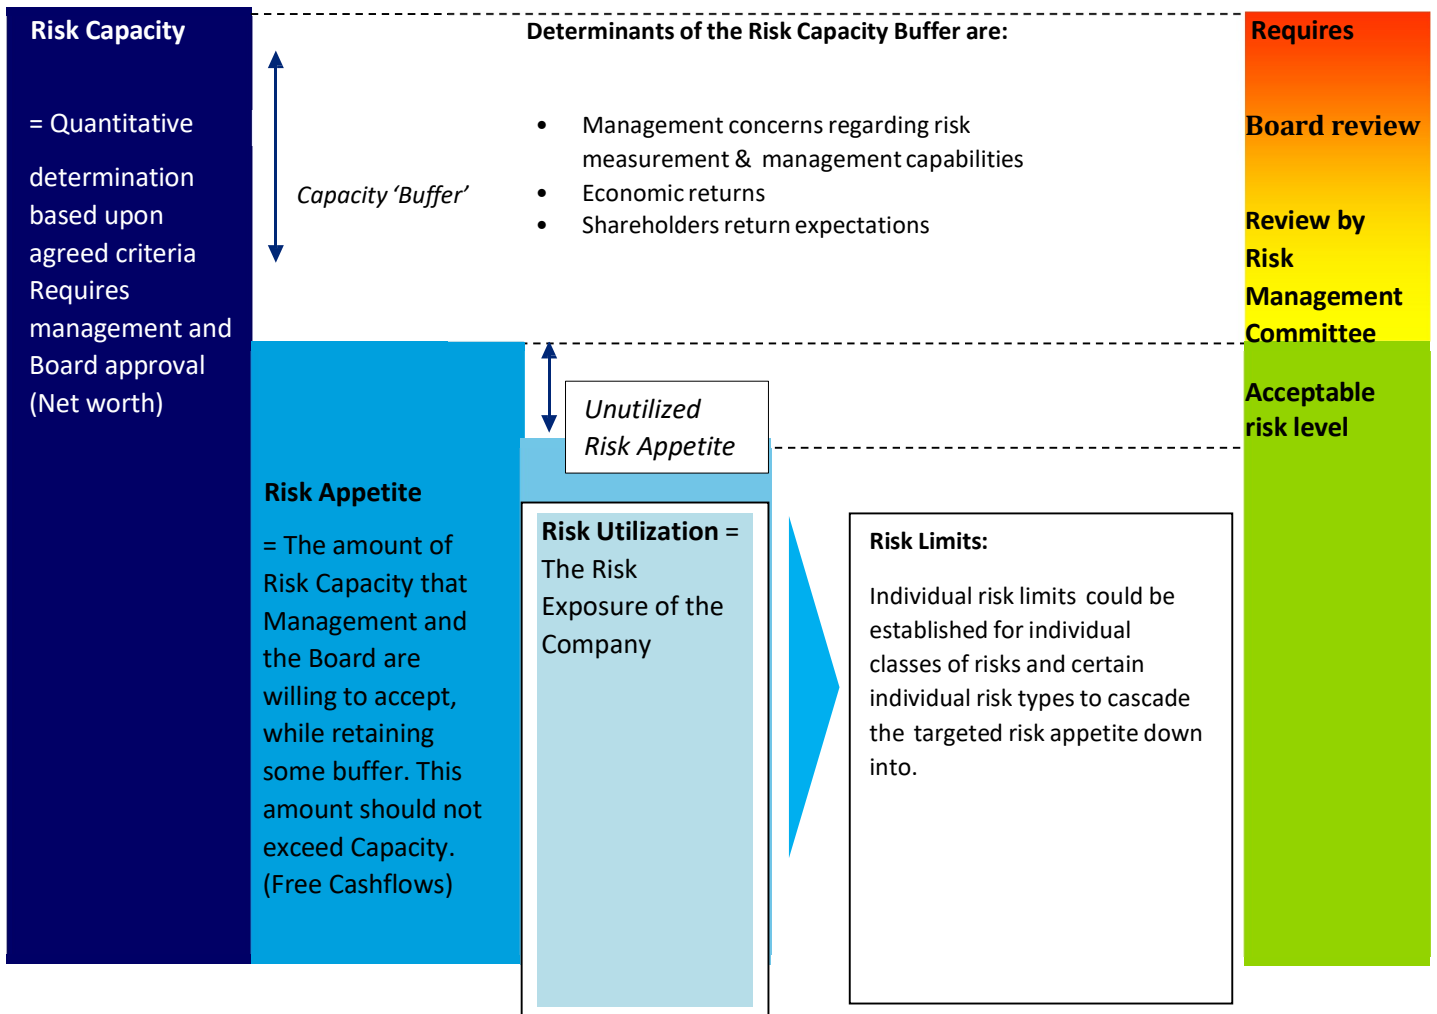 Risk Capacity
= Quantitative
determination
based upon
agreed criteria
Requires
management and
Board approval
(Net worth)
Capacity ‘Buffer’
Determinants of the Risk Capacity Buffer are:
• Management concerns regarding risk
measurement & management capabilities
• Economic returns
• Shareholders return expectations
Requires
Board review
Review by
Risk
Management
Committee
Acceptable
risk level
Unutilized
Risk Appetite
Risk Appetite
= The amount of
Risk Capacity that
Management and
the Board are
willing to accept,
while retaining
some buffer. This
amount should not
exceed Capacity.
(Free Cashflows)
Risk Utilization =
The Risk
Exposure of the
Company
Risk Limits:
Individual risk limits could be
established for individual
classes of risks and certain
individual risk types to cascade
the targeted risk appetite down
into.